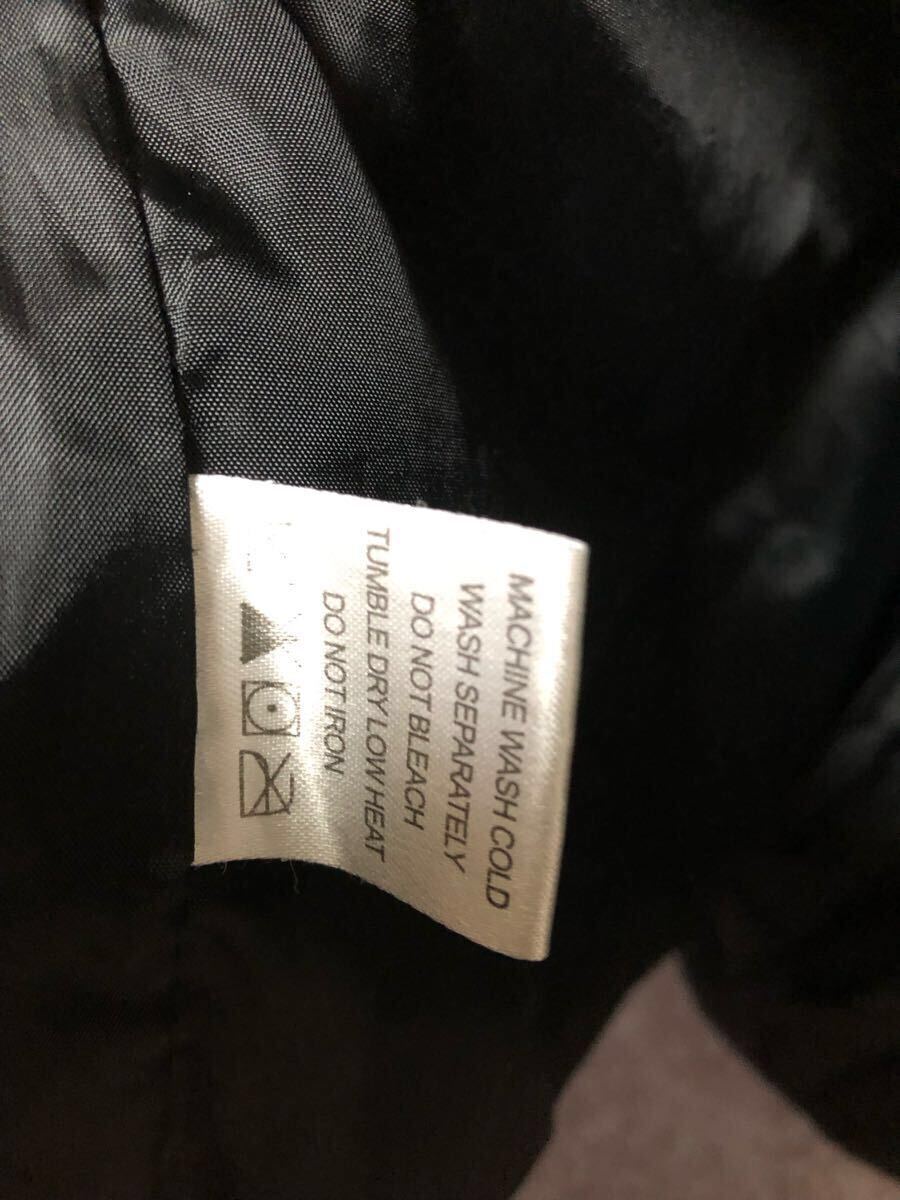 MACHINE WASH COLD
WASH SEPARATELY
DO NOT BLEACH
TUMBLE DRY LOW HEAT
DO NOT IRON